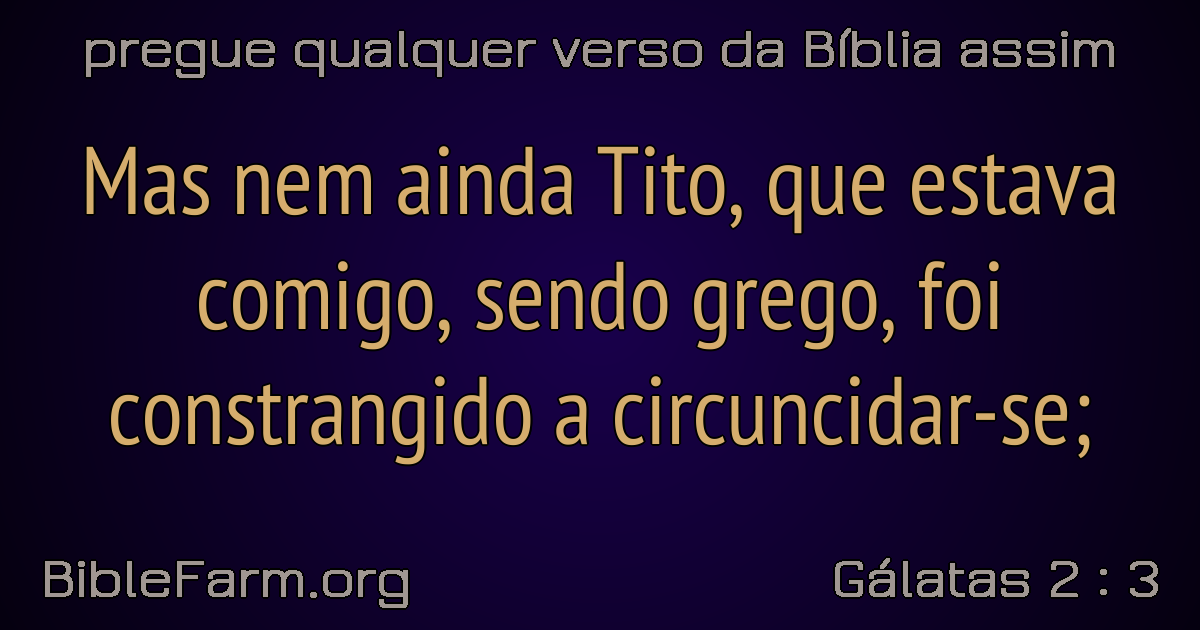 pregue qualquer verso da Bíblia assim
Mas nem ainda Tito, que estava
comigo, sendo grego, foi
constrangido a circuncidar-se;
BibleFarm.org
Gálatas 2 : 3